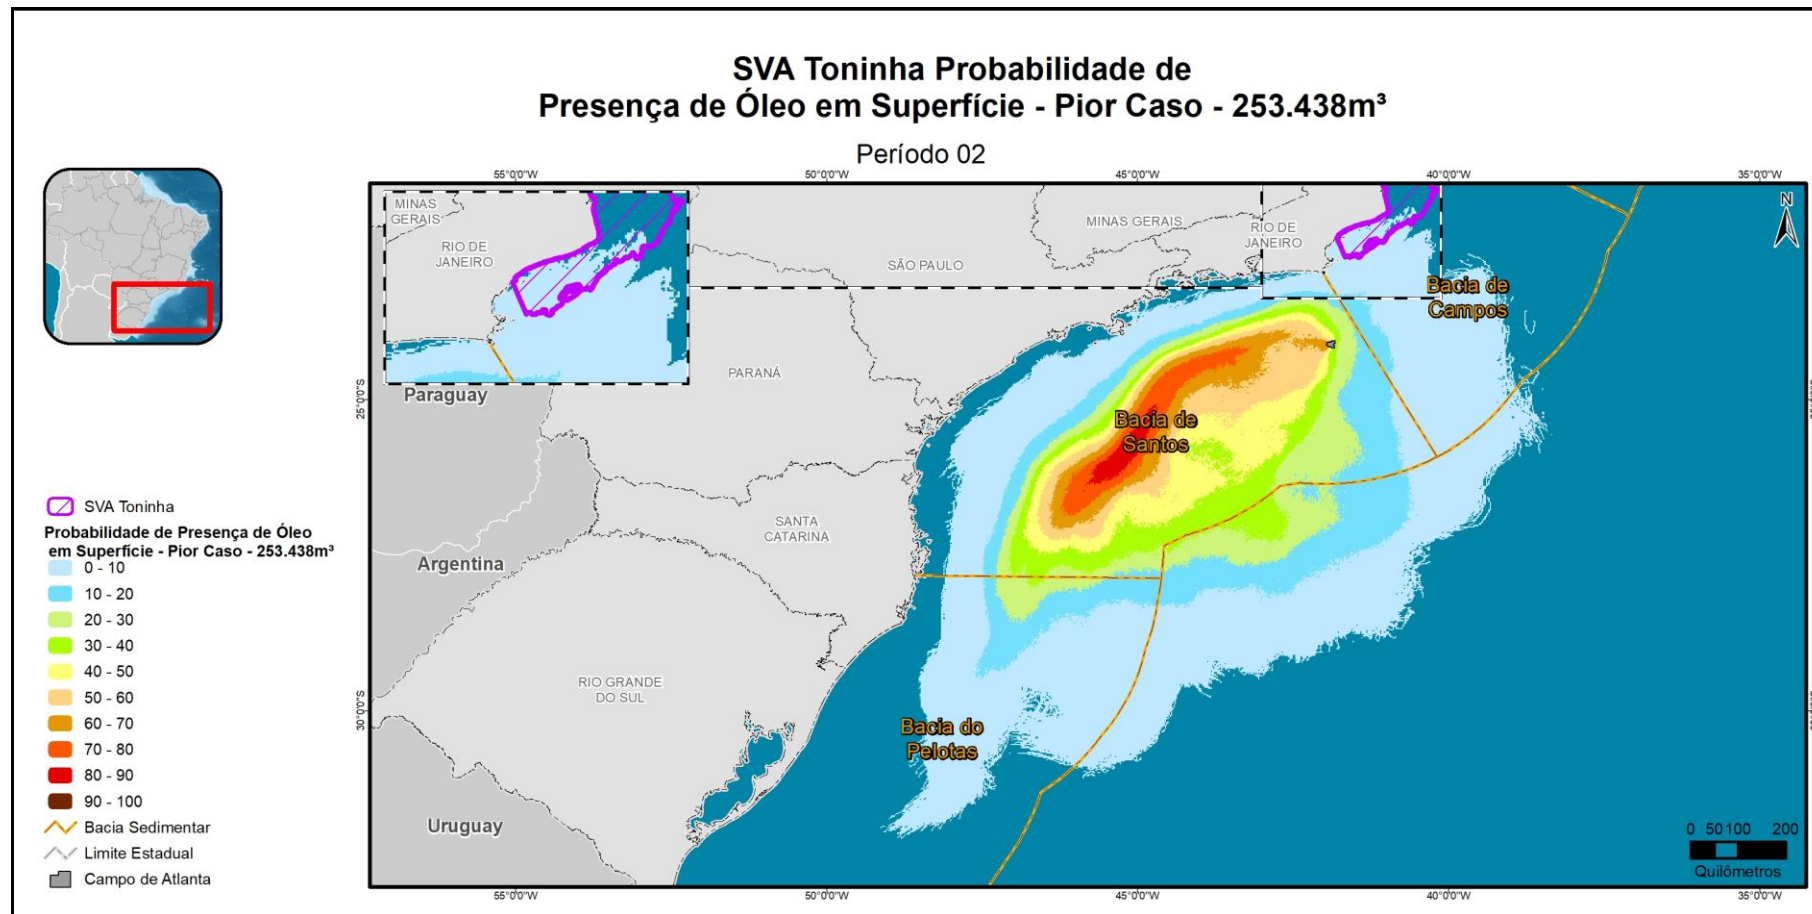 SVA Toninha Probabilidade de
Presença de Óleo em Superfície - Pior Caso - 253.438m³
Período 02
55°0'0"W
50°0'0"W
45°0'0"W
40°0'0"W
35°0'0"W
MINAS
GERAIS
RIO DE
JANEIRO
MINAS GERAIS
RIO DE
JANEIRO
N
SÃO PAULO
Bacia de
Campos
PARANÁ
Paraguay
25°0'0"S
Bacia de
Santos
SANTA
CATARINA
Argentina
RIO GRANDE
DO SUL
30°0'0"S
Bacia do
Pelotas
Uruguay
0 50 100 200
Quilômetros
55°0'0"W
50°0'0"W
45°0'0"W
40°0'0"W
35°0'0"W
SVA Toninha
Probabilidade de Presença de Óleo
em Superfície - Pior Caso - 253.438m³
0 - 10
10 - 20
20 - 30
30 - 40
40 - 50
50 - 60
60 - 70
70 - 80
80 - 90
90 - 100
Bacia Sedimentar
Limite Estadual
Campo de Atlanta